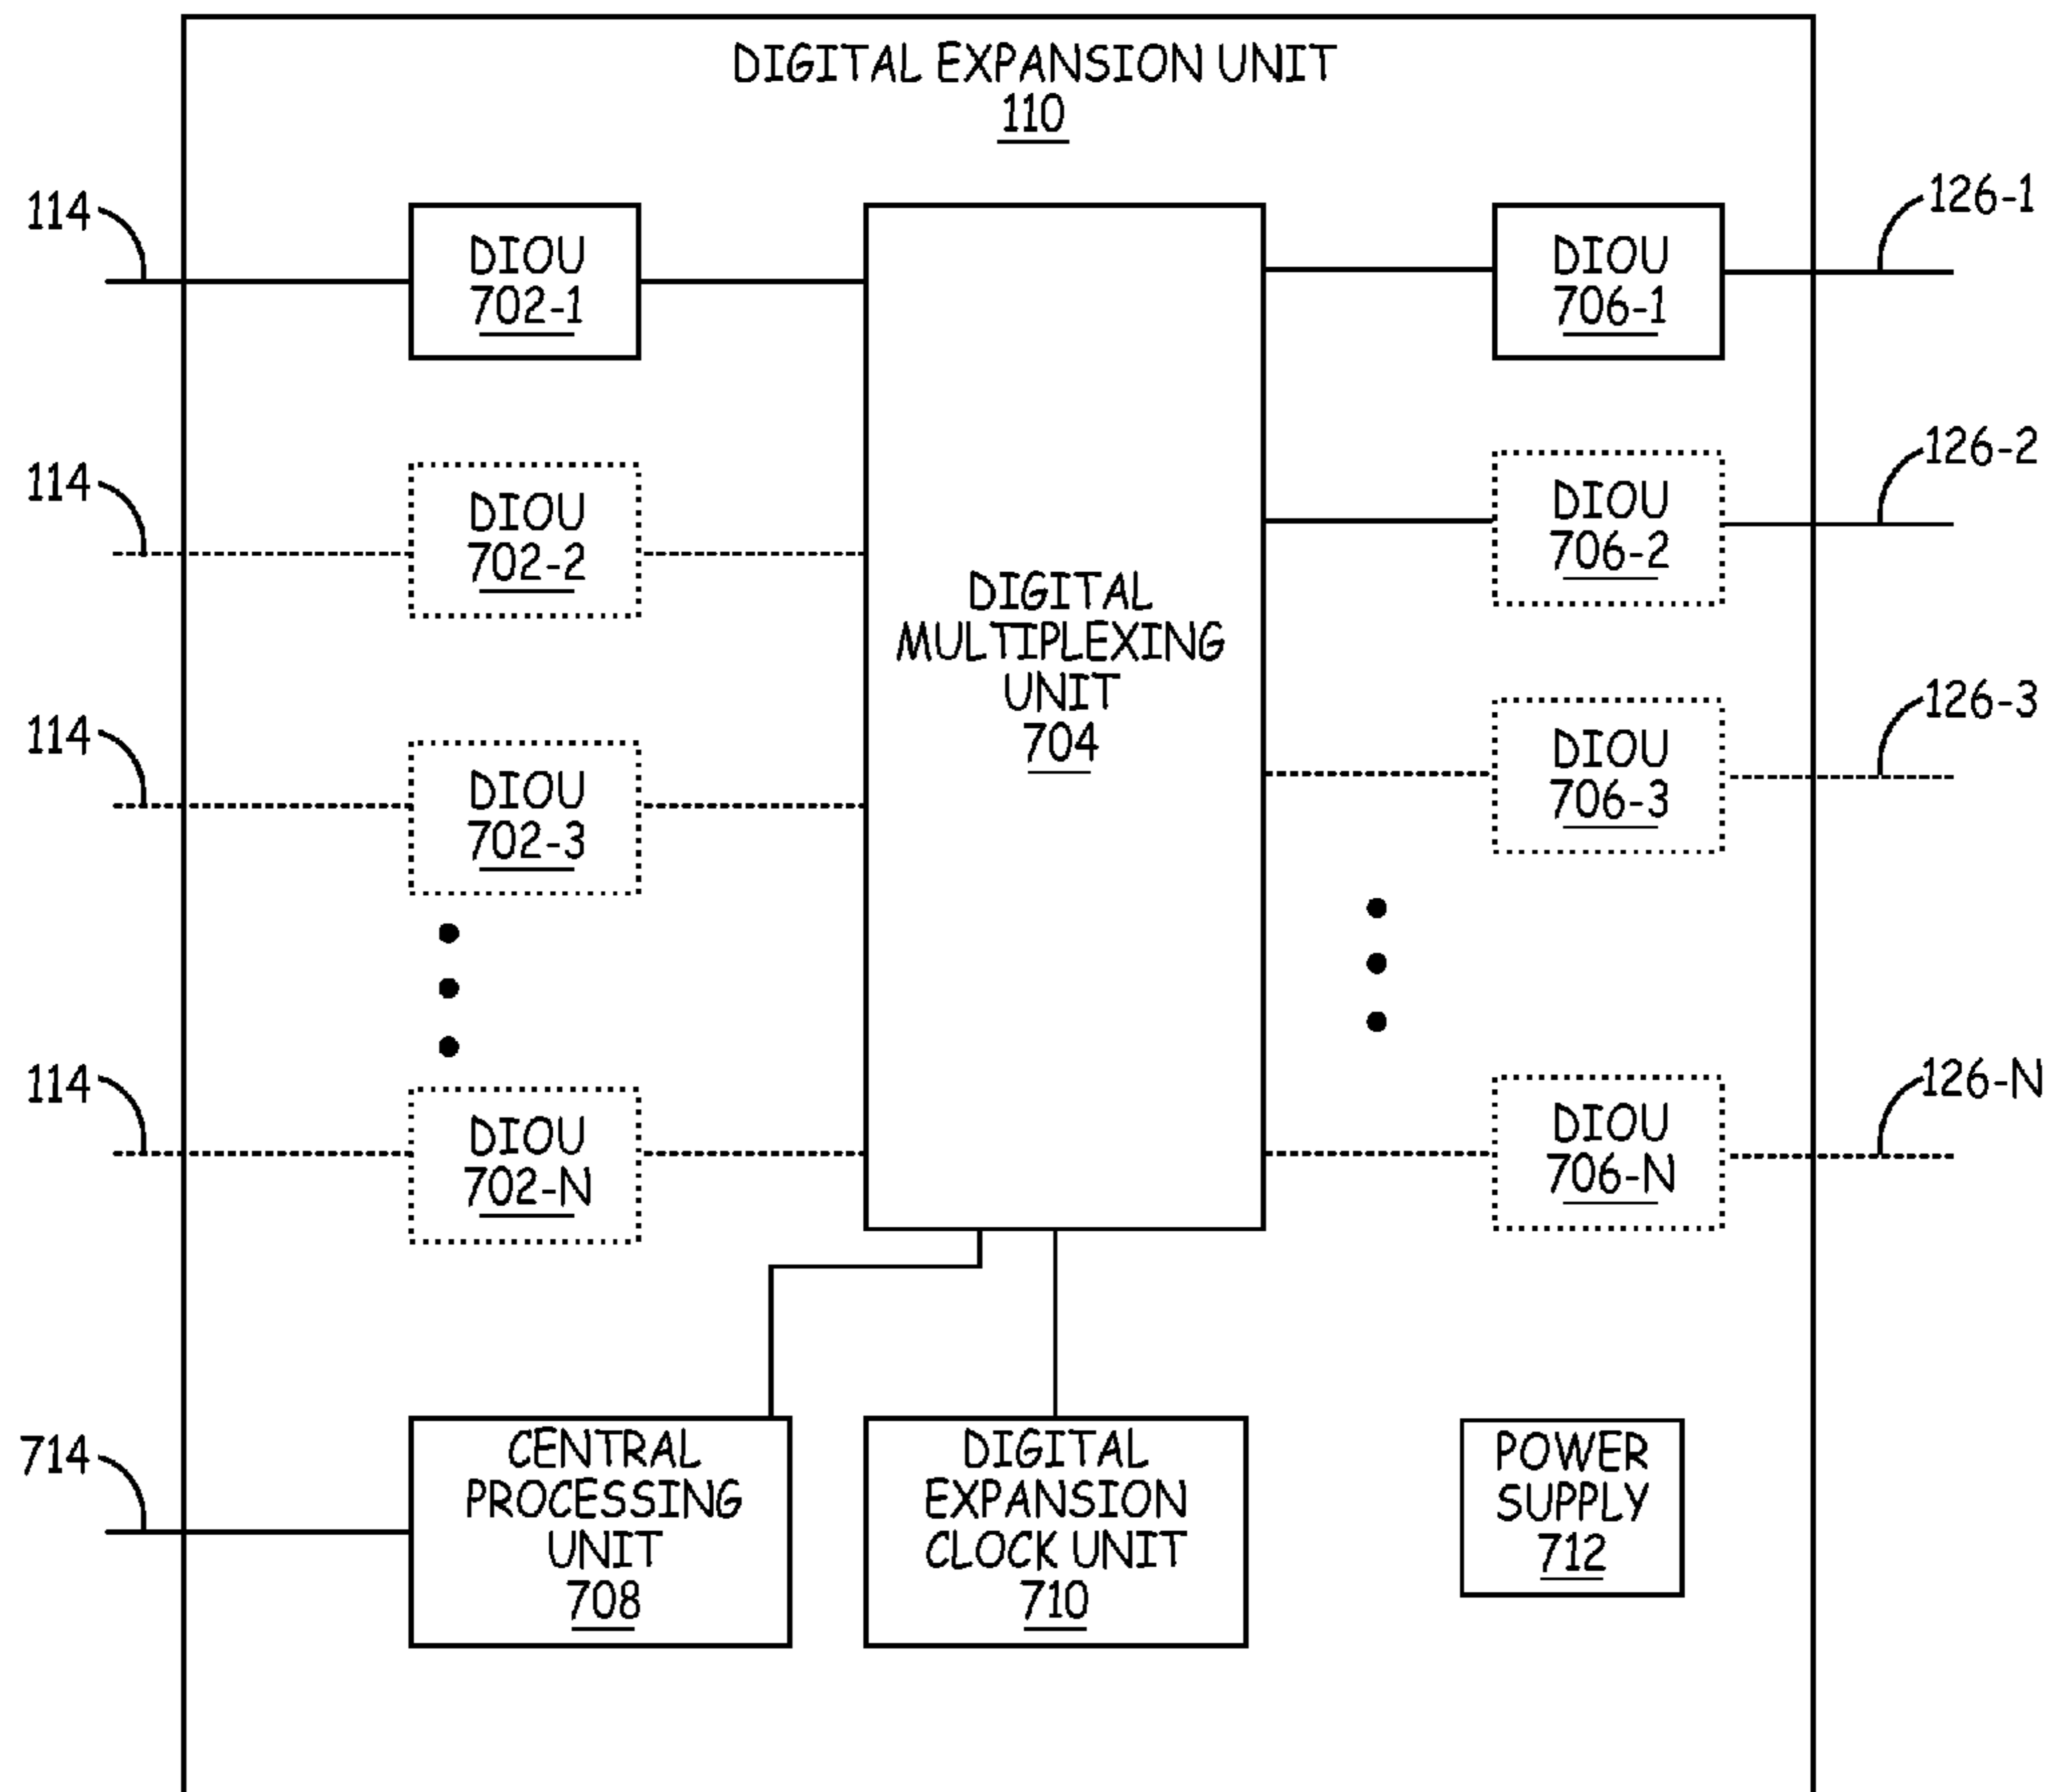 DIGITAL EXPANSION UNIT
110
114
DIOU
702-1
DIOU
706-1
126-1
114
DIOU
702-2
DIOU
706-2
126-2
DIGITAL
MULTIPLEXING
UNIT
704
114
DIOU
702-3
DIOU
706-3
126-3
114
DIOU
702-N
DIOU
706-N
126-N
714
CENTRAL
PROCESSING
UNIT
708
DIGITAL
EXPANSION
CLOCK UNIT
710
POWER
SUPPLY
712